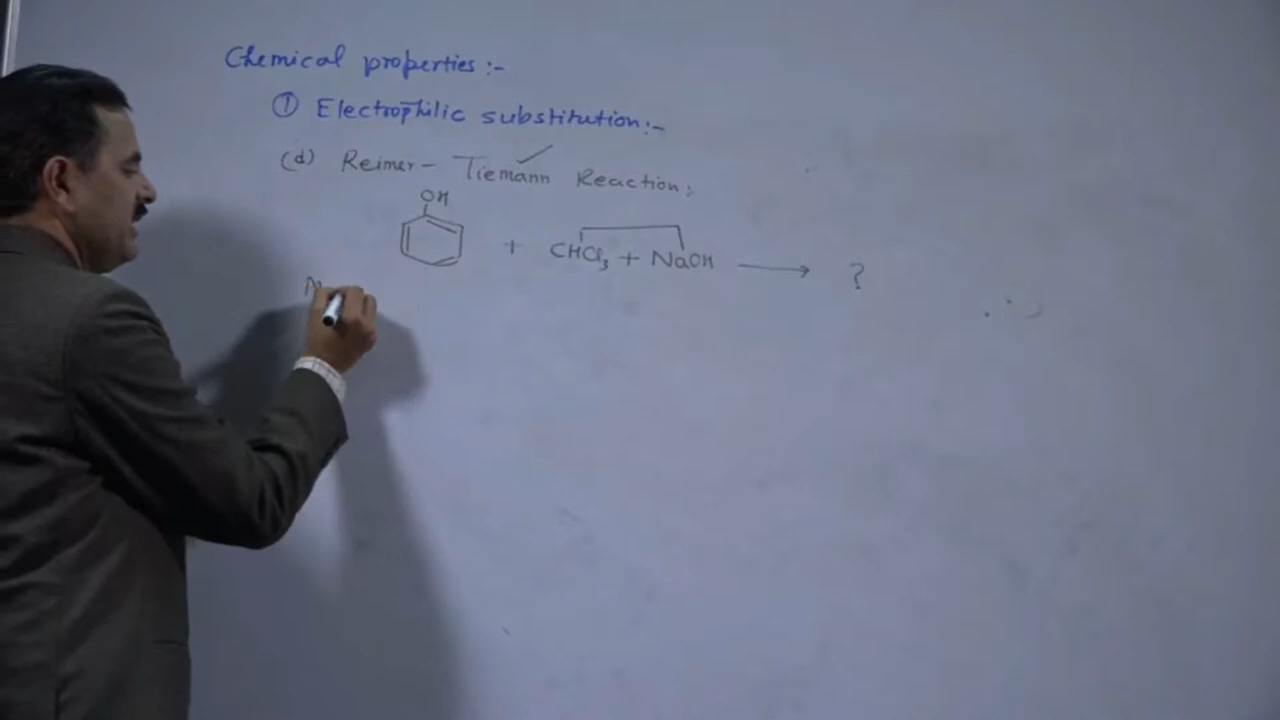 Chemical properties :-
① Electrophilic substitution:-
(d) Reimer - Tiemann Reaction:
OH
+ CHCl₃ + NaOH ⟶ ?